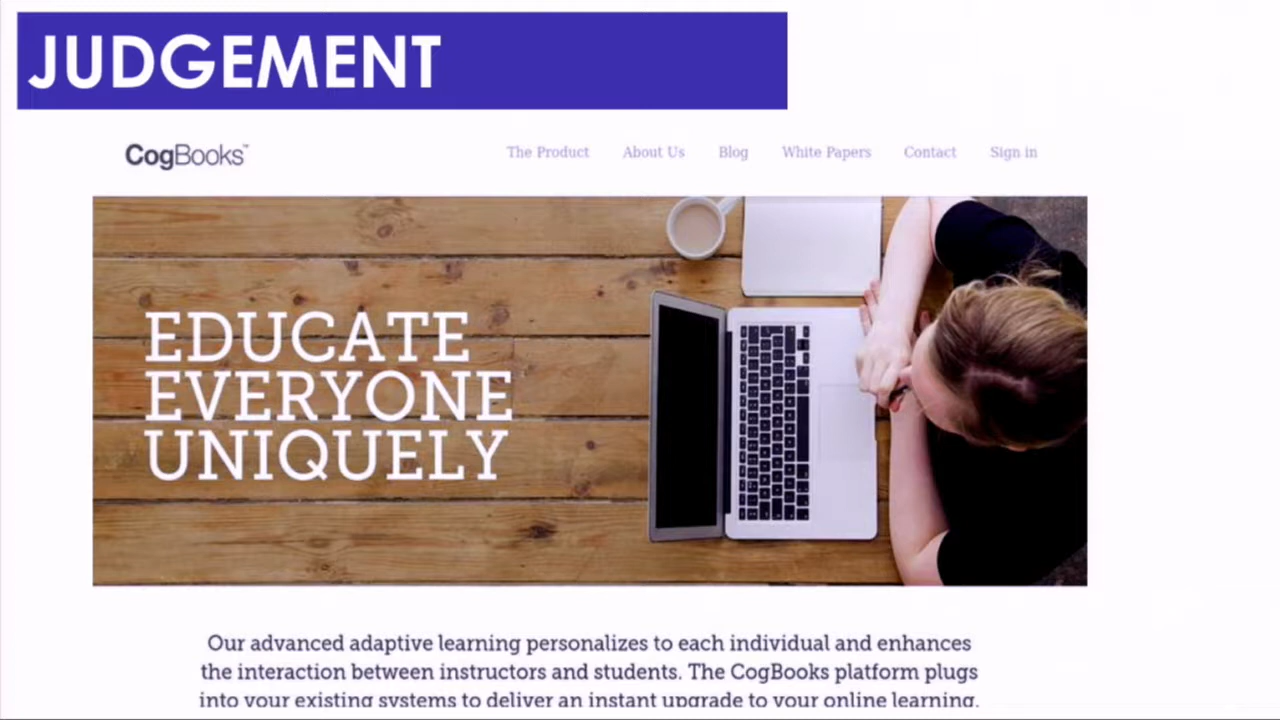 JUDGEMENT
CogBooks™
The Product About Us Blog White Papers Contact Sign in
EDUCATE
EVERYONE
UNIQUELY
Our advanced adaptive learning personalizes to each individual and enhances
the interaction between instructors and students. The CogBooks platform plugs
into your existing systems to deliver an instant upgrade to your online learning.